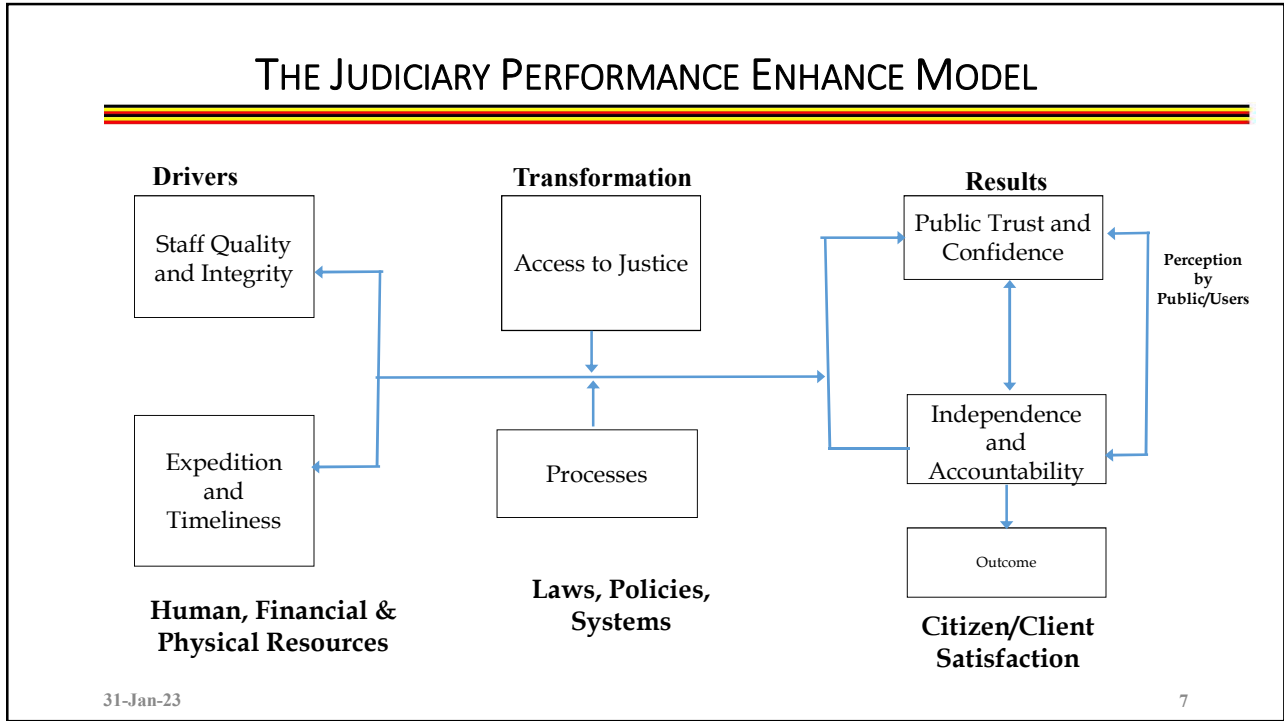 THE JUDICIARY PERFORMANCE ENHANCE MODEL
Drivers
Staff Quality
and Integrity
Expedition
and
Timeliness
Human, Financial &
Physical Resources
Transformation
Access to Justice
Processes
Laws, Policies,
Systems
Results
Public Trust and
Confidence
Perception
by
Public/Users
Independence
and
Accountability
Outcome
Citizen/Client
Satisfaction
31-Jan-23
7